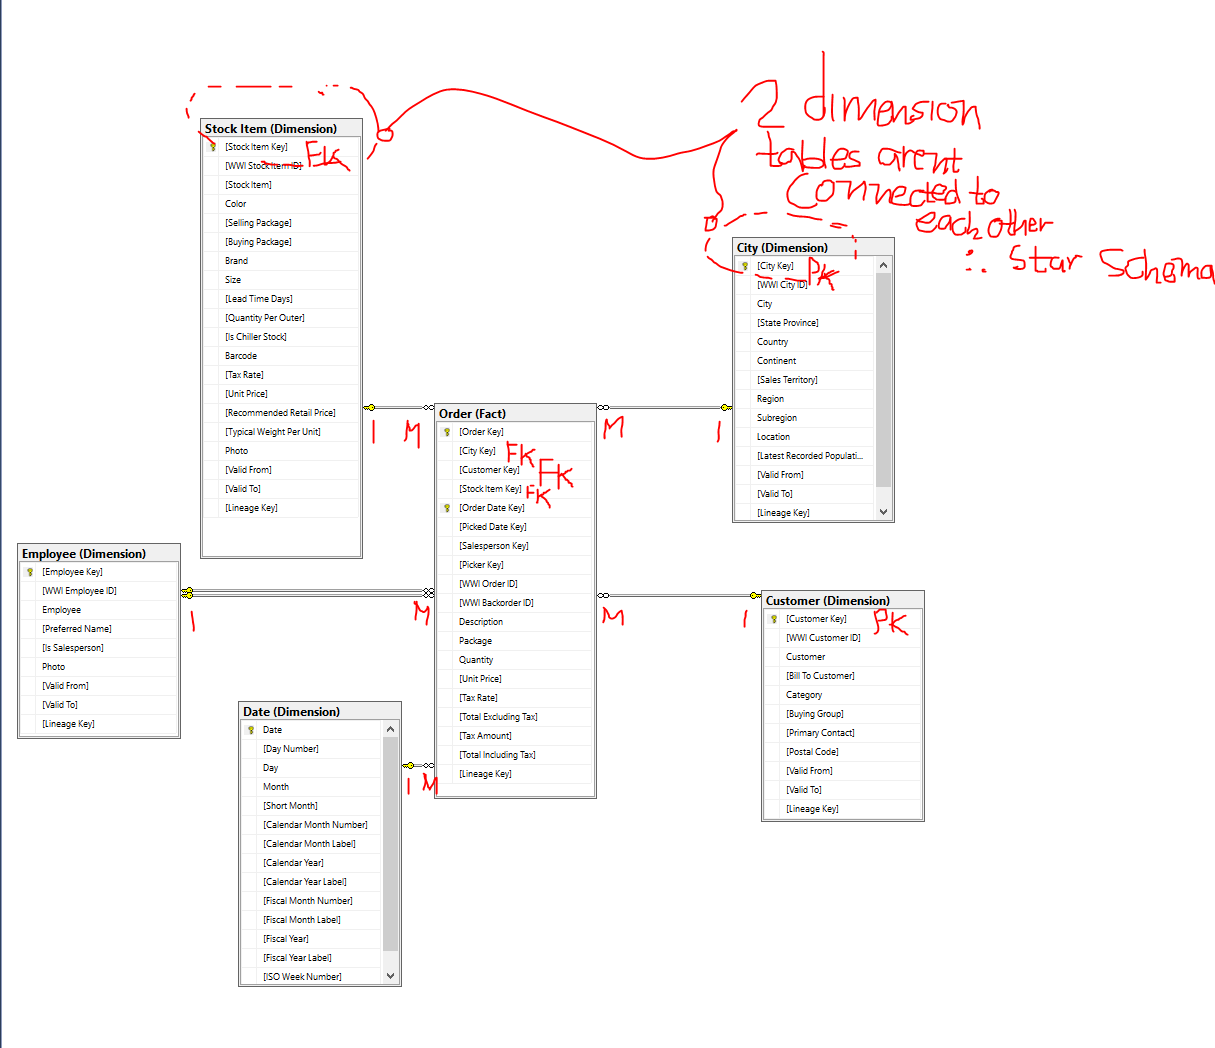 2 dimension
tables arent
Connected to
each other
∴ Star Schema
Stock Item (Dimension)
[Stock Item Key]
FK
[WWI Stock Item ID]
[Stock Item]
Color
[Selling Package]
[Buying Package]
Brand
Size
[Lead Time Days]
[Quantity Per Outer]
[Is Chiller Stock]
Barcode
[Tax Rate]
[Unit Price]
[Recommended Retail Price]
[Typical Weight Per Unit]
Photo
[Valid From]
[Valid To]
[Lineage Key]
1 M
City (Dimension)
[City Key] PK
[WWI City ID]
City
[State Province]
Country
Continent
[Sales Territory]
Region
Subregion
Location
[Latest Recorded Populati...
[Valid From]
[Valid To]
[Lineage Key]
M 1
Order (Fact)
[Order Key]
[City Key] FK
[Customer Key] FK
[Stock Item Key] FK
[Order Date Key]
[Picked Date Key]
[Salesperson Key]
[Picker Key]
[WWI Order ID]
[WWI Backorder ID]
Description
Package
Quantity
[Unit Price]
[Tax Rate]
[Total Excluding Tax]
[Tax Amount]
[Total Including Tax]
[Lineage Key]
Employee (Dimension)
[Employee Key]
[WWI Employee ID]
Employee
[Preferred Name]
[Is Salesperson]
Photo
[Valid From]
[Valid To]
[Lineage Key]
1 M
M 1
Customer (Dimension)
[Customer Key] PK
[WWI Customer ID]
Customer
[Bill To Customer]
Category
[Buying Group]
[Primary Contact]
[Postal Code]
[Valid From]
[Valid To]
[Lineage Key]
Date (Dimension)
Date
[Day Number]
Day
Month
[Short Month]
[Calendar Month Number]
[Calendar Month Label]
[Calendar Year]
[Calendar Year Label]
[Fiscal Month Number]
[Fiscal Month Label]
[Fiscal Year]
[Fiscal Year Label]
[ISO Week Number]
1 M